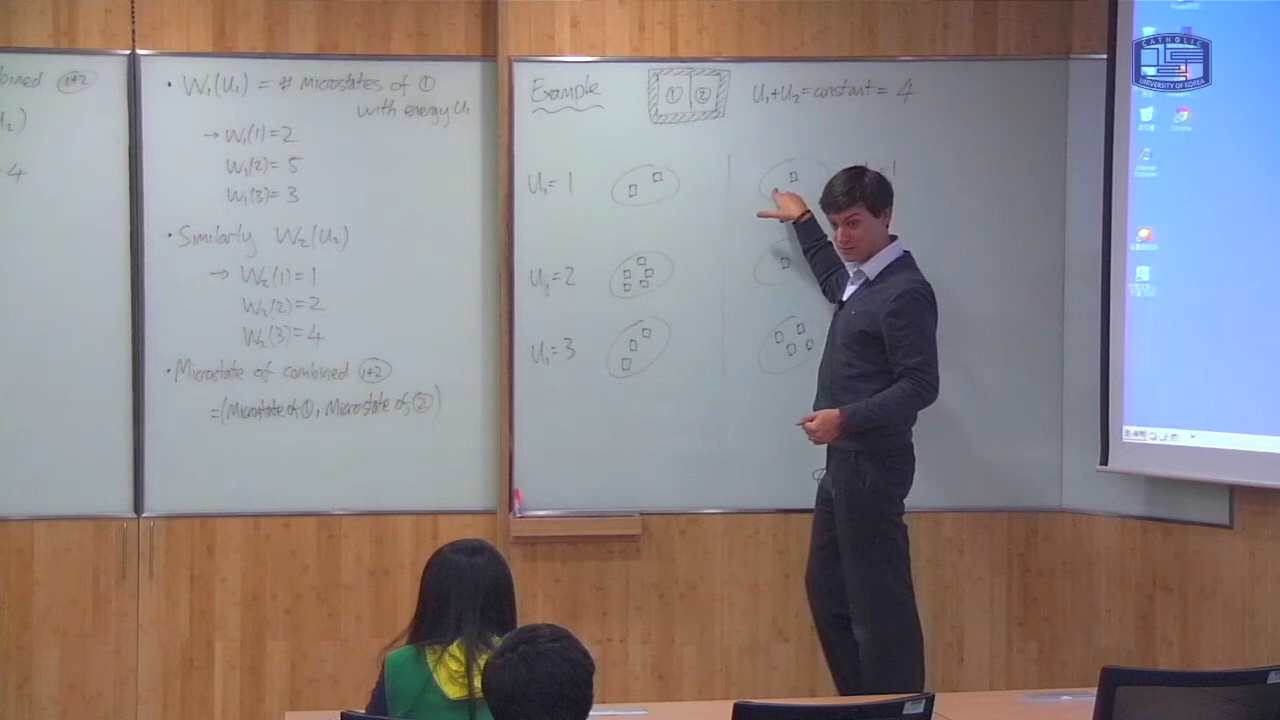 1+2
= 4
• W₁(U₁) = # microstates of ①
with energy U₁
→ W₁(1) = 2
W₁(2) = 5
W₁(3) = 3
• Similarly W₂(U₂)
→ W₂(1) = 1
W₂(2) = 2
W₂(3) = 4
• Microstate of combined 1+2
= (Microstate of ①, Microstate of ②)
Example
① ②
U₁+U₂ = constant = 4
U₁ = 1
U₁ = 2
U₁ = 3
=1
CATHOLIC
UNIVERSITY OF KOREA
Chrome